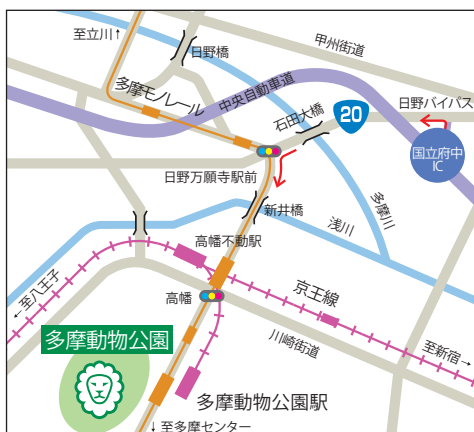 至立川↑
日野橋
甲州街道
多摩モノレール
中央自動車道
石田大橋
20
日野バイパス
国立府中
IC
日野万願寺駅前
新井橋
多摩川
浅川
高幡不動駅
←至八王子
高幡
京王線
川崎街道
至新宿→
多摩動物公園
多摩動物公園駅
↓至多摩センター